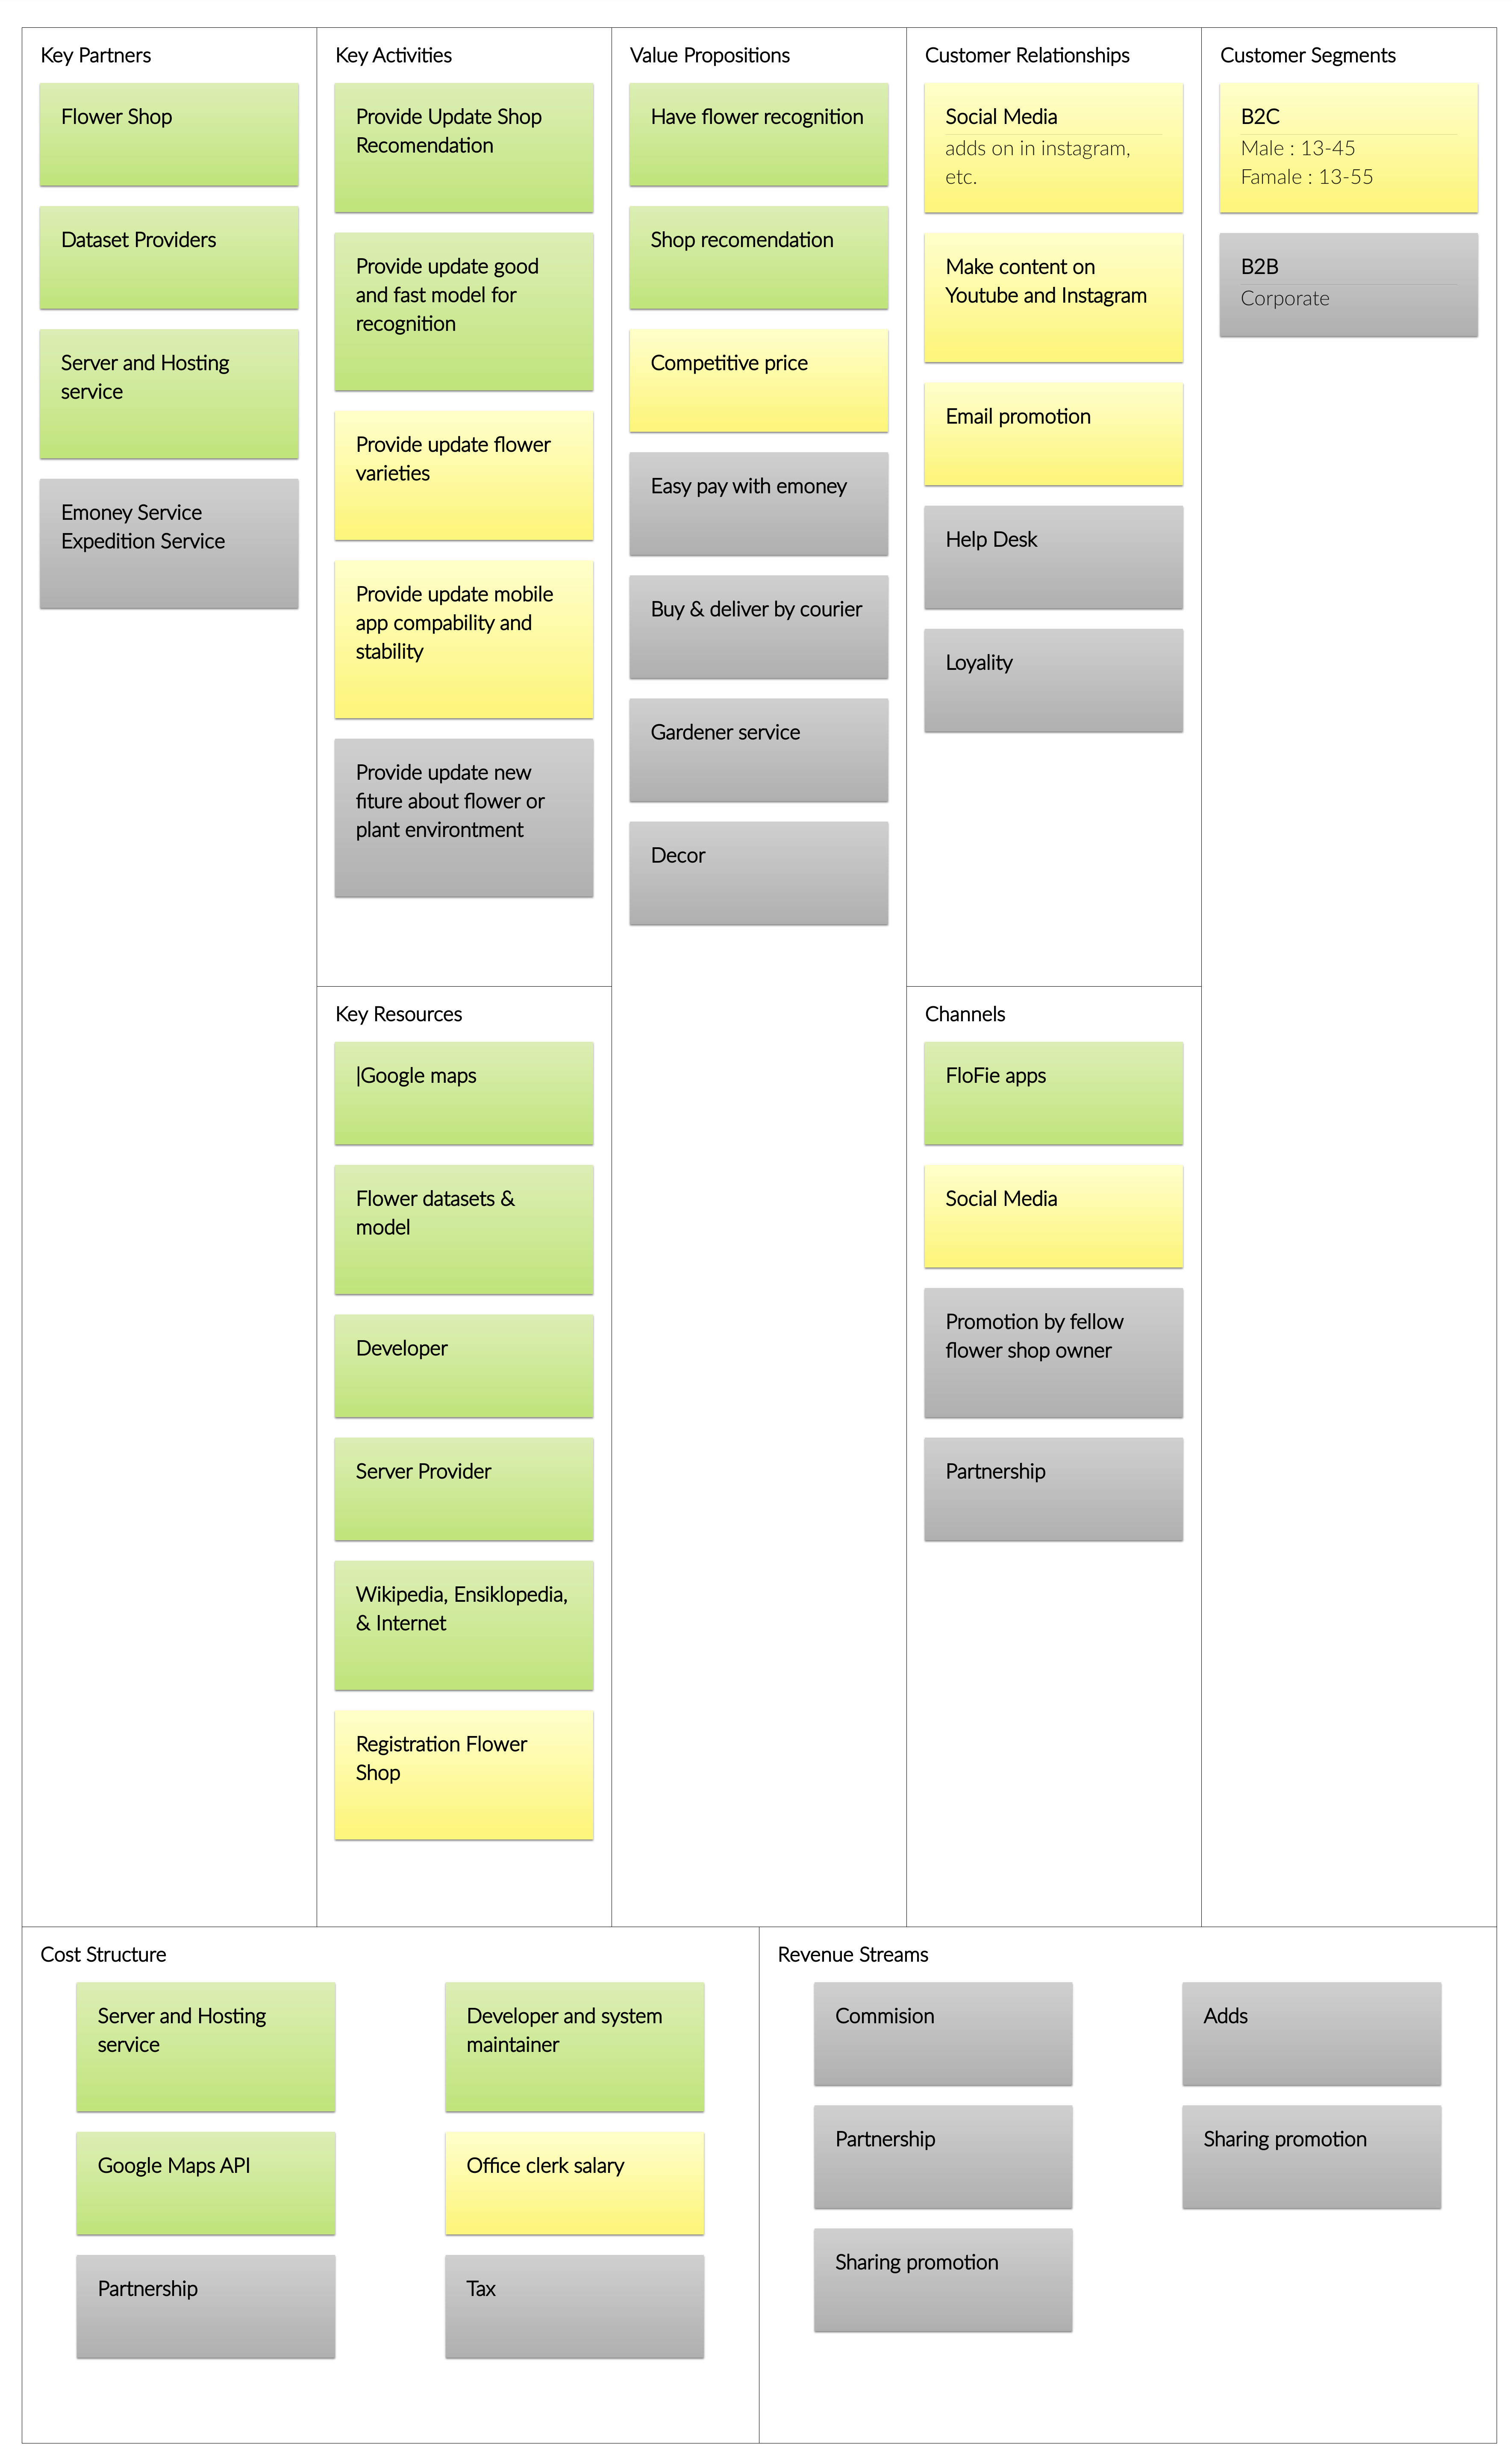 Key Partners
Flower Shop
Dataset Providers
Server and Hosting
service
Emoney Service
Expedition Service
Key Activities
Provide Update Shop
Recomendation
Provide update good
and fast model for
recognition
Provide update flower
varieties
Provide update mobile
app compability and
stability
Provide update new
fiture about flower or
plant environtment
Key Resources
|Google maps
Flower datasets &
model
Developer
Server Provider
Wikipedia, Ensiklopedia,
& Internet
Registration Flower
Shop
Value Propositions
Have flower recognition
Shop recomendation
Competitive price
Easy pay with emoney
Buy & deliver by courier
Gardener service
Decor
Customer Relationships
Social Media
adds on in instagram,
etc.
Make content on
Youtube and Instagram
Email promotion
Help Desk
Loyality
Channels
FloFie apps
Social Media
Promotion by fellow
flower shop owner
Partnership
Customer Segments
B2C
Male : 13-45
Famale : 13-55
B2B
Corporate
Cost Structure
Server and Hosting
service
Developer and system
maintainer
Google Maps API
Office clerk salary
Partnership
Tax
Revenue Streams
Commision
Adds
Partnership
Sharing promotion
Sharing promotion